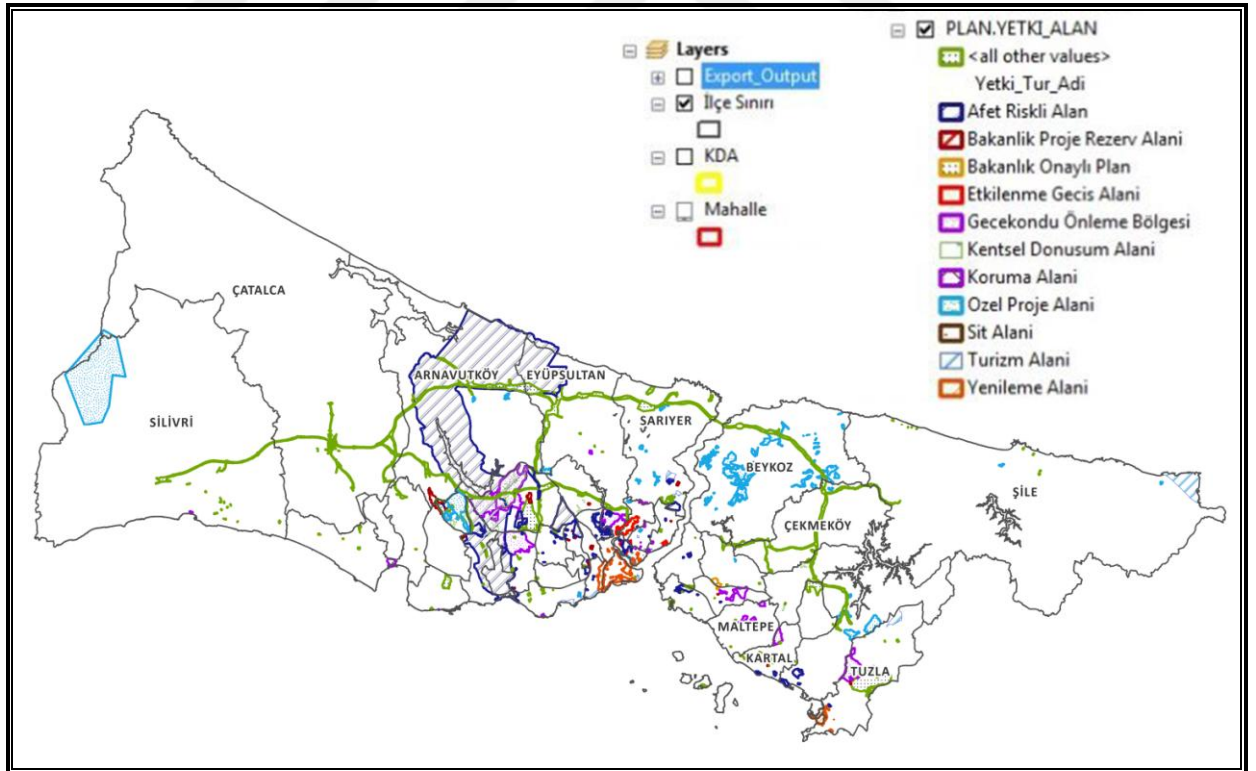 Layers
Export_Output
İlçe Sınırı
KDA
Mahalle
PLAN.YETKI_ALAN
<all other values>
Yetki_Tur_Adi
Afet Riskli Alan
Bakanlik Proje Rezerv Alani
Bakanlık Onaylı Plan
Etkilenme Gecis Alani
Gecekondu Önleme Bölgesi
Kentsel Donusum Alani
Koruma Alani
Ozel Proje Alani
Sit Alani
Turizm Alani
Yenileme Alani
ÇATALCA
SİLİVRİ
ARNAVUTKÖY
EYÜPSULTAN
SARIYER
BEYKOZ
ÇEKMEKÖY
ŞİLE
MALTEPE
KARTAL
TUZLA